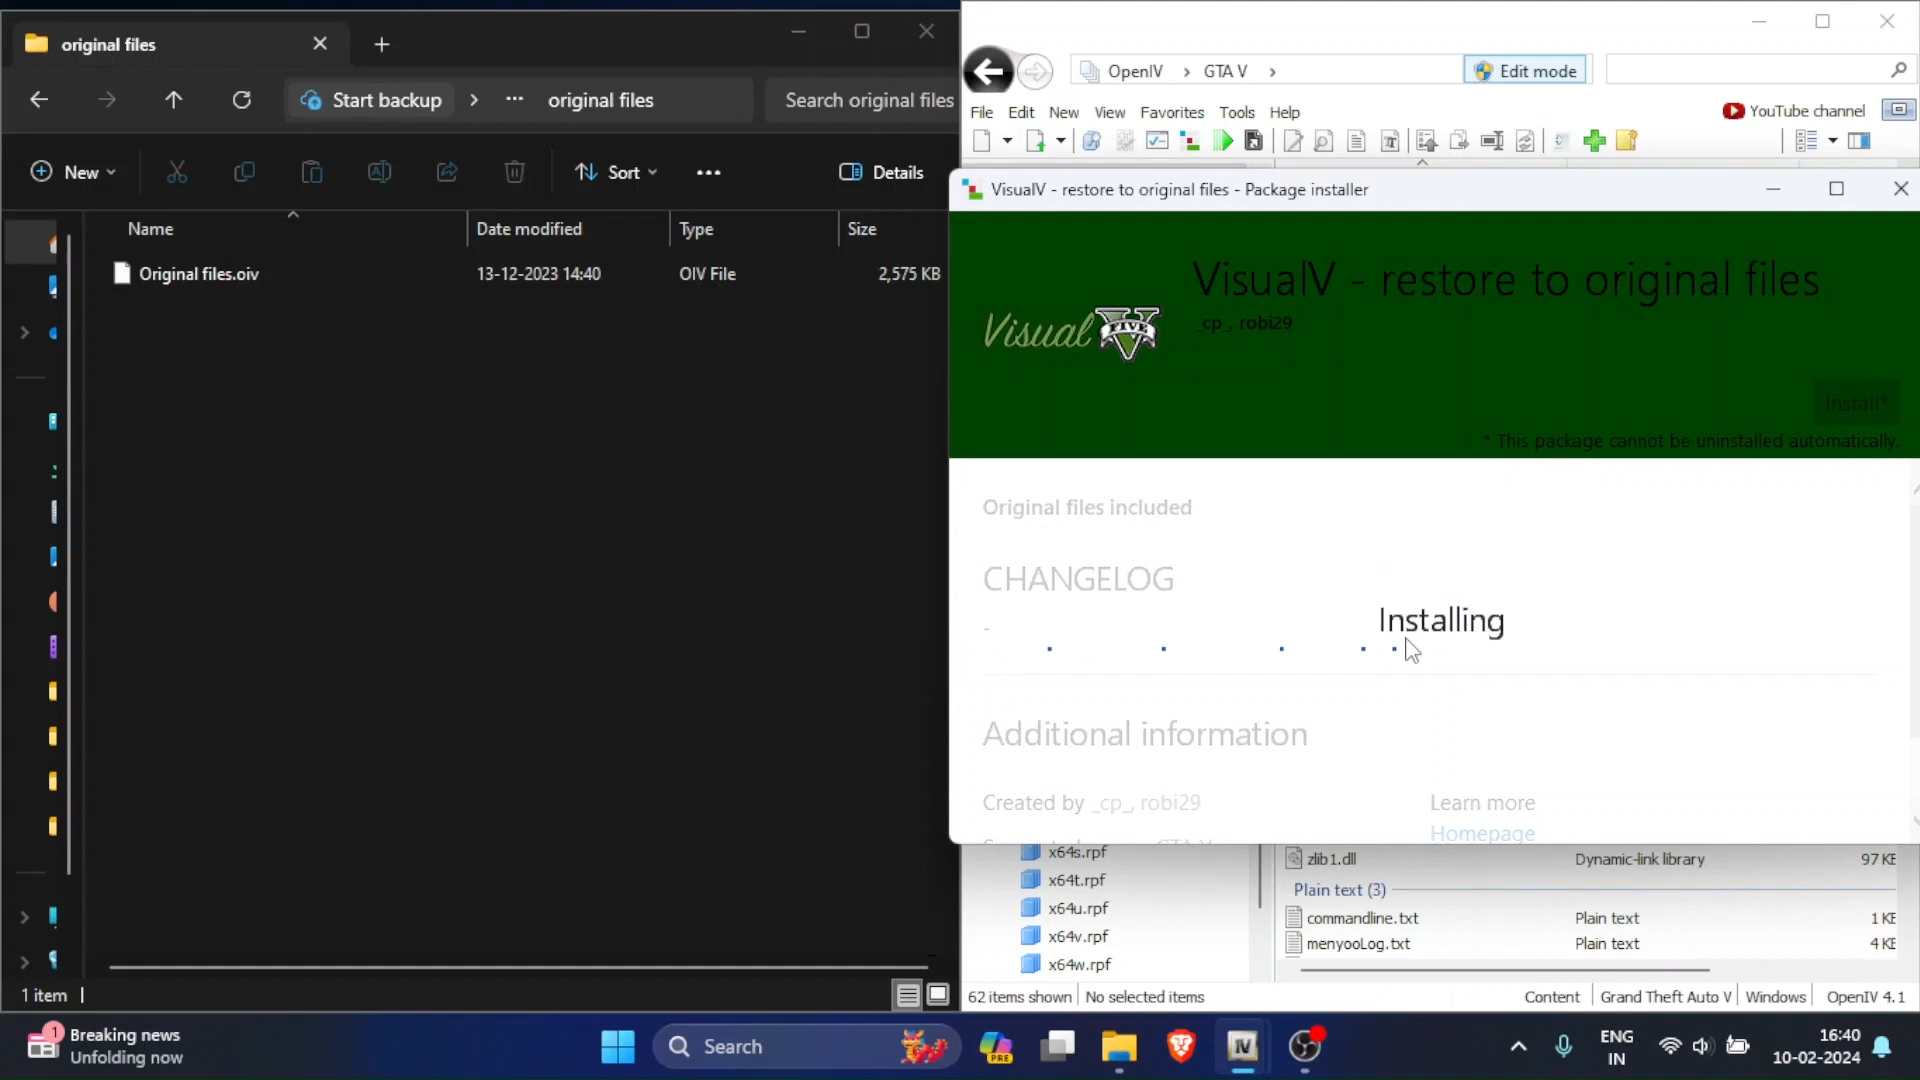 original files
Start backup
original files
Search original files
New
Sort
Details
Name
Date modified
Type
Size
Original files.oiv
13-12-2023 14:40
OIV File
2,575 KB
1 item
OpenIV
GTA V
Edit mode
File
Edit
New
View
Favorites
Tools
Help
YouTube channel
VisualV - restore to original files - Package installer
Visual V FIVE
VisualV - restore to original files
_cp_, robi29
Install*
* This package cannot be uninstalled automatically.
Original files included
CHANGELOG
-
Installing
Additional information
Created by _cp_, robi29
Learn more
Homepage
x64s.rpf
x64t.rpf
x64u.rpf
x64v.rpf
x64w.rpf
zlib1.dll
Dynamic-link library
97 KB
Plain text (3)
commandline.txt
Plain text
1 KB
menyooLog.txt
Plain text
4 KB
62 items shown
No selected items
Content
Grand Theft Auto V
Windows
OpenIV 4.1
1
Breaking news
Unfolding now
Search
PRE
IV
ENG
IN
16:40
10-02-2024